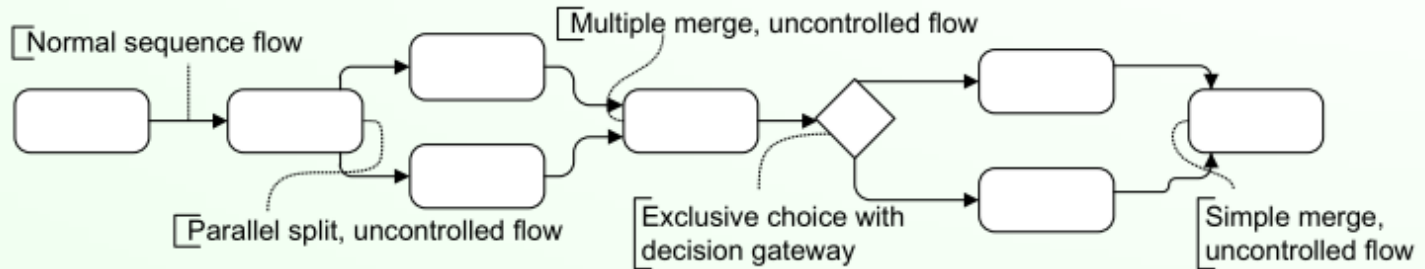 Normal sequence flow
Multiple merge, uncontrolled flow
Parallel split, uncontrolled flow
Exclusive choice with
decision gateway
Simple merge,
uncontrolled flow